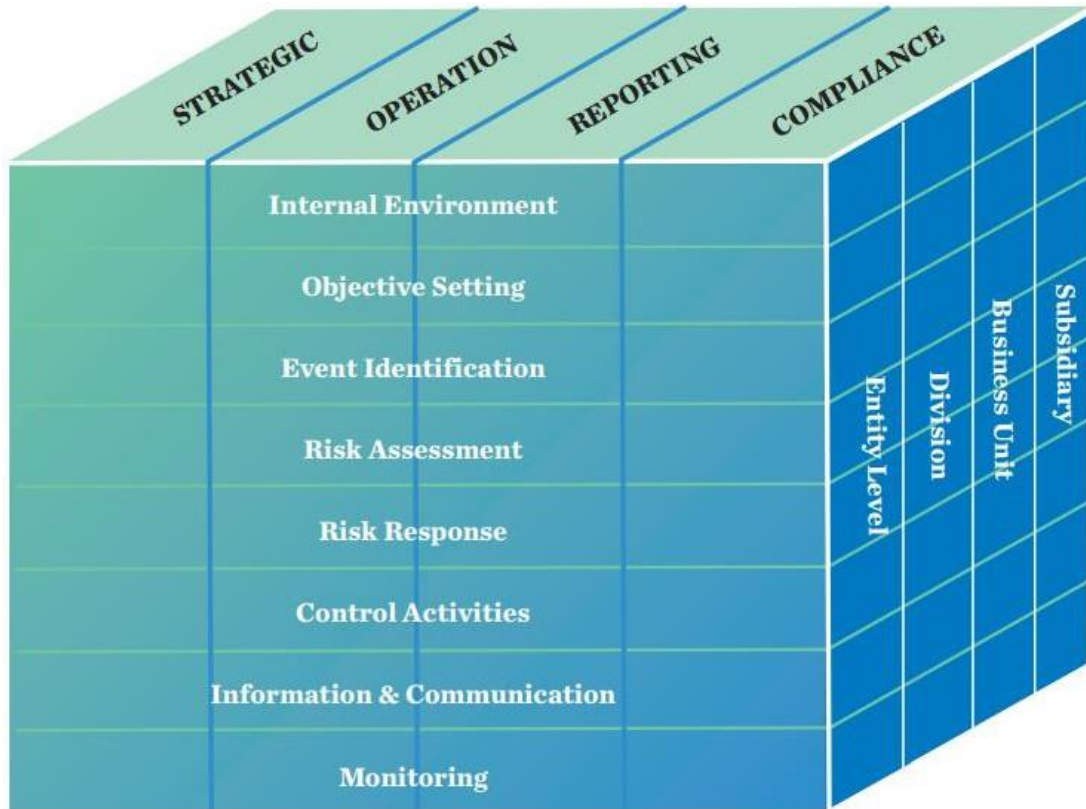 STRATEGIC
OPERATION
REPORTING
COMPLIANCE
Internal Environment
Objective Setting
Event Identification
Risk Assessment
Risk Response
Control Activities
Information & Communication
Monitoring
Entity Level
Division
Business Unit
Subsidiary